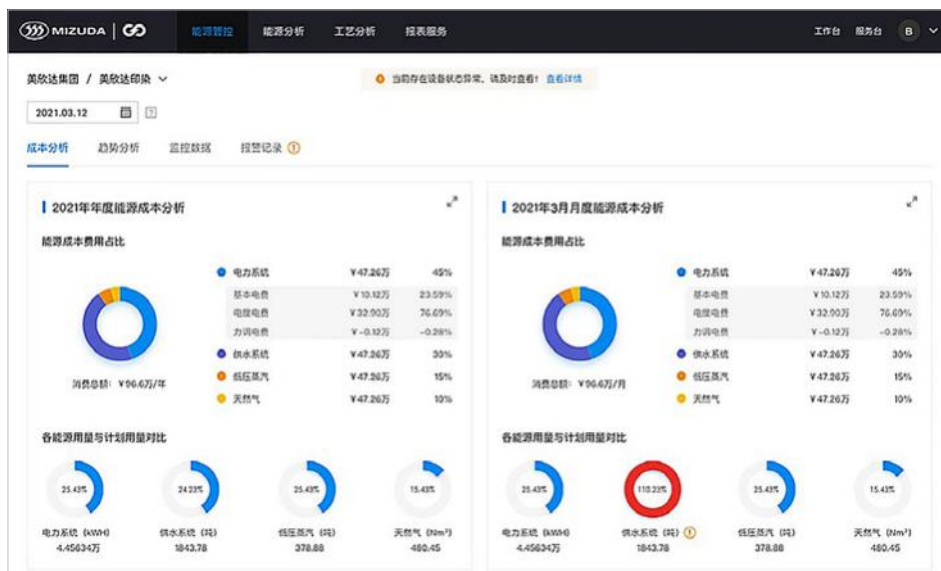 MIZUDA 能源管控 能源分析 工艺分析 报表服务 工作台 服务台 B
美欣达集团 / 美欣达印染 当前存在设备状态异常，请及时查看！ 查看详情
2021.03.12 ?
成本分析 趋势分析 监控数据 报警记录
2021年年度能源成本分析
能源成本费用占比
电力系统 ¥47.26万 45%
基本电费 ¥10.12万 23.59%
电度电费 ¥32.90万 76.69%
力调电费 ¥-0.12万 -0.28%
供水系统 ¥47.26万 30%
低压蒸汽 ¥47.26万 15%
天然气 ¥47.26万 10%
消费总额：¥96.6万/年
各能源用量与计划用量对比
25.43% 24.23% 25.43% 15.43%
电力系统 (kWH) 供水系统 (吨) 低压蒸汽 (吨) 天然气 (Nm³)
4.45634万 1843.78 378.88 480.45
2021年3月月度能源成本分析
能源成本费用占比
电力系统 ¥47.26万 45%
基本电费 ¥10.12万 23.59%
电度电费 ¥32.90万 76.69%
力调电费 ¥-0.12万 -0.28%
供水系统 ¥47.26万 30%
低压蒸汽 ¥47.26万 15%
天然气 ¥47.26万 10%
消费总额：¥96.6万/月
各能源用量与计划用量对比
25.43% 110.23% 25.43% 15.43%
电力系统 (kWH) 供水系统 (吨) 低压蒸汽 (吨) 天然气 (Nm³)
4.45634万 1843.78 378.88 480.45